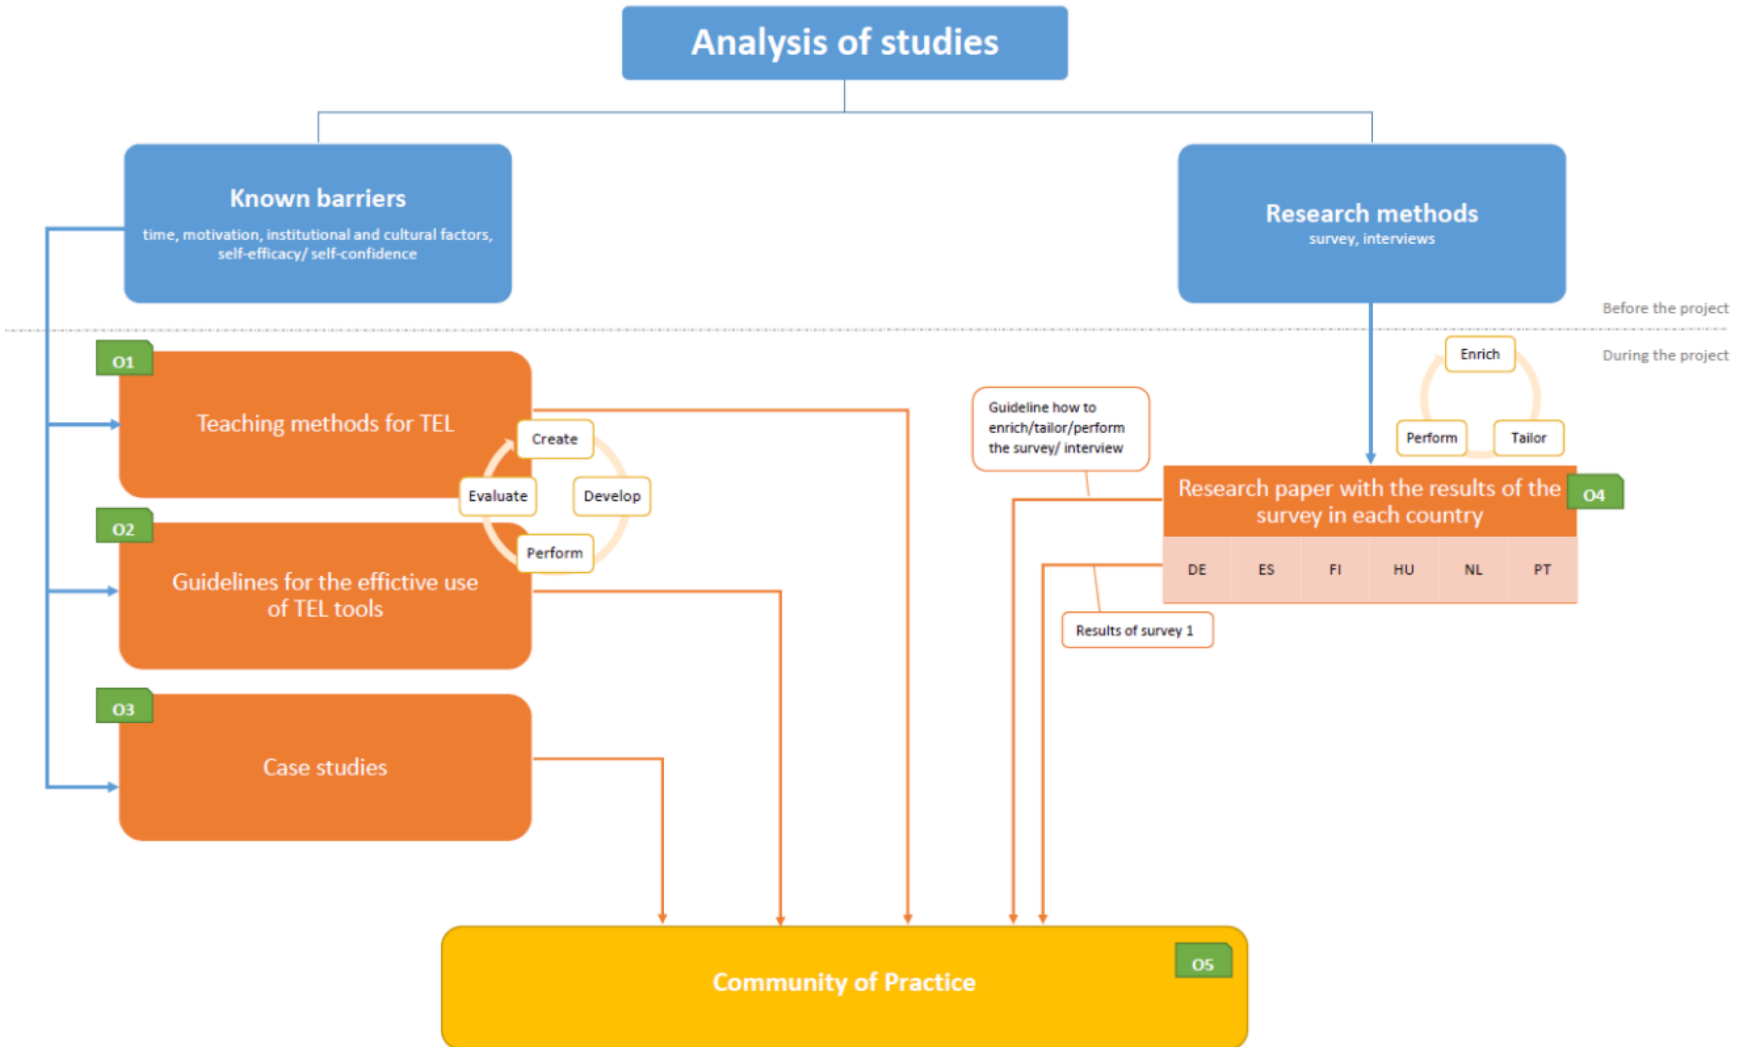 Analysis of studies
Known barriers
time, motivation, institutional and cultural factors,
self-efficacy/ self-confidence
Research methods
survey, interviews
Before the project
During the project
O1
Teaching methods for TEL
Create
Evaluate
Develop
Perform
O2
Guidelines for the effictive use
of TEL tools
O3
Case studies
Guideline how to
enrich/tailor/perform
the survey/ interview
Enrich
Perform
Tailor
Research paper with the results of the
survey in each country
O4
DE ES FI HU NL PT
Results of survey 1
Community of Practice
O5